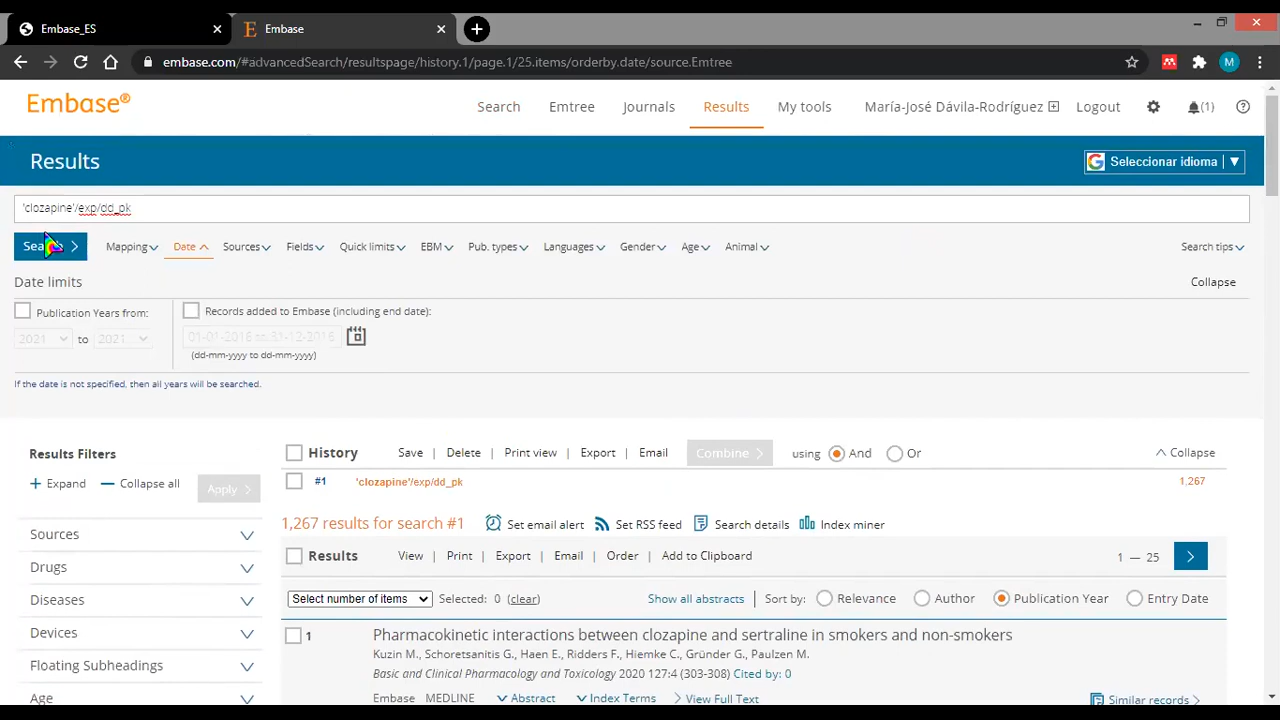 Embase_ES
Embase
embase.com/#advancedSearch/resultspage/history.1/page.1/25.items/orderby.date/source.Emtree
M
Embase®
Search Emtree Journals Results My tools María-José Dávila-Rodríguez Logout (1)
Results
Seleccionar idioma
'clozapine'/exp/dd_pk
Mapping Date Sources Fields Quick limits EBM Pub. types Languages Gender Age Animal Search tips
Date limits Collapse
Publication Years from: Records added to Embase (including end date):
2021 to 2021 01-01-2016 to 31-12-2016
(dd-mm-yyyy to dd-mm-yyyy)
If the date is not specified, then all years will be searched.
Results Filters
Expand Collapse all Apply
History Save Delete Print view Export Email Combine using And Or Collapse
#1 'clozapine'/exp/dd_pk 1,267
1,267 results for search #1 Set email alert Set RSS feed Search details Index miner
Sources
Drugs
Diseases
Devices
Floating Subheadings
Age
Results View | Print | Export | Email | Order | Add to Clipboard 1 — 25
Select number of items Selected: 0 (clear) Show all abstracts | Sort by: Relevance Author Publication Year Entry Date
1 Pharmacokinetic interactions between clozapine and sertraline in smokers and non-smokers
Kuzin M., Schoretsanitis G., Haen E., Ridders F., Hiemke C., Gründer G., Paulzen M.
Basic and Clinical Pharmacology and Toxicology 2020 127:4 (303-308) Cited by: 0
Embase MEDLINE Abstract Index Terms View Full Text Similar records